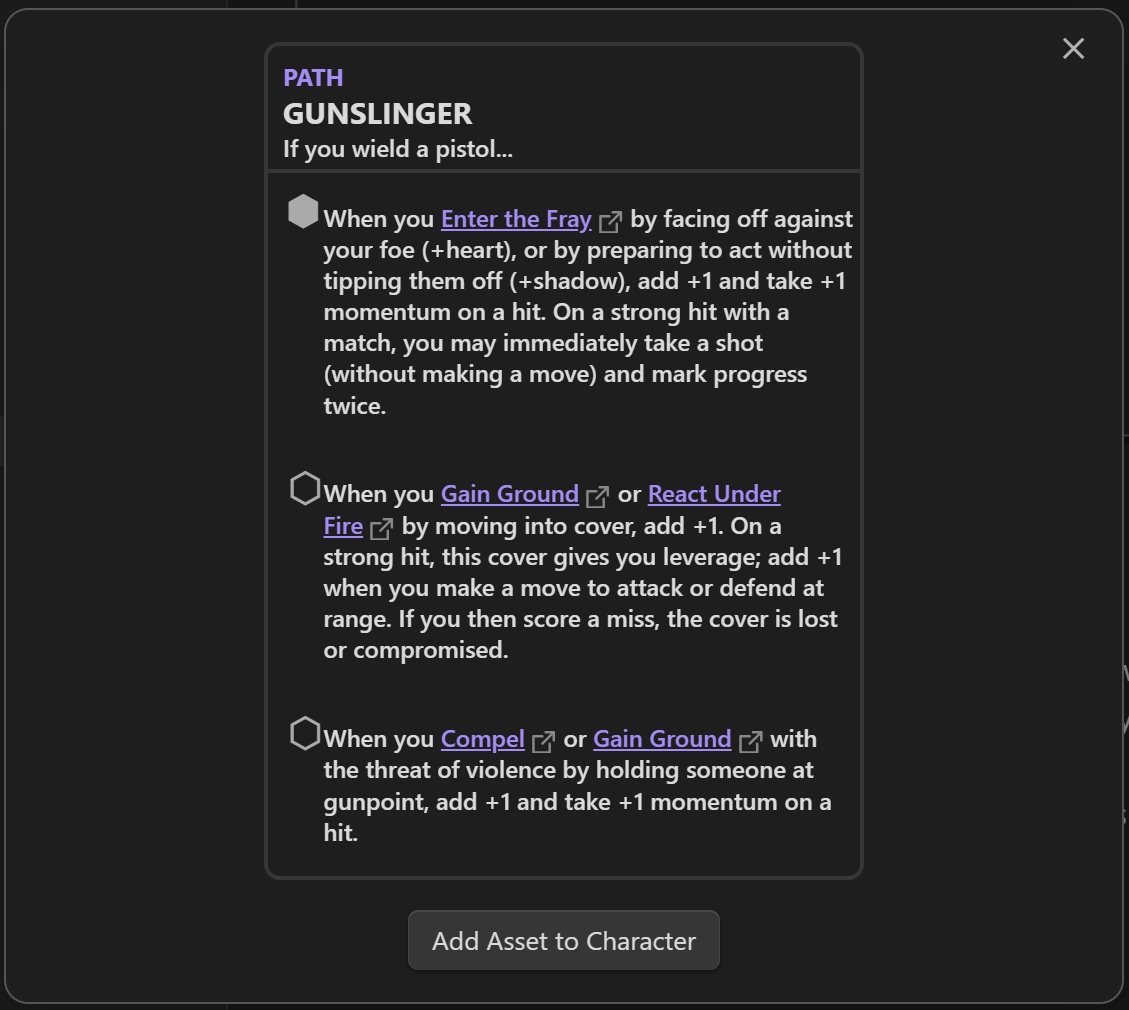 PATH
GUNSLINGER
If you wield a pistol...
When you Enter the Fray by facing off against
your foe (+heart), or by preparing to act without
tipping them off (+shadow), add +1 and take +1
momentum on a hit. On a strong hit with a
match, you may immediately take a shot
(without making a move) and mark progress
twice.
When you Gain Ground or React Under
Fire by moving into cover, add +1. On a
strong hit, this cover gives you leverage; add +1
when you make a move to attack or defend at
range. If you then score a miss, the cover is lost
or compromised.
When you Compel or Gain Ground with
the threat of violence by holding someone at
gunpoint, add +1 and take +1 momentum on a
hit.
Add Asset to Character